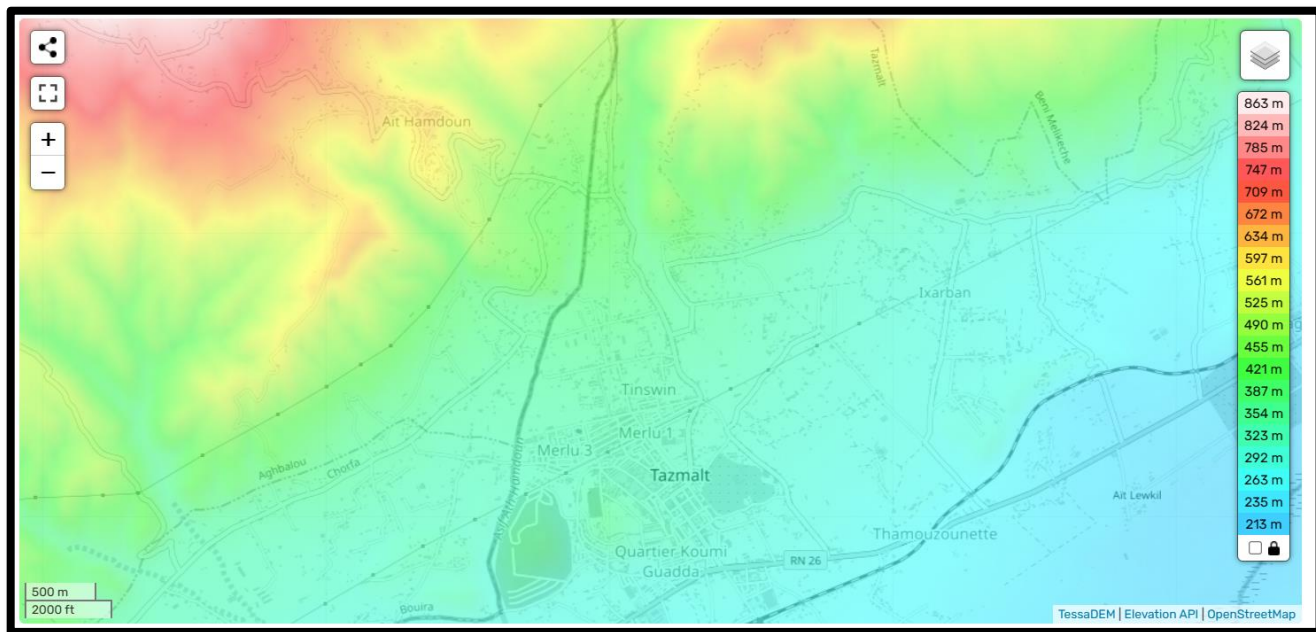 +
−
Ait Hamdoun
Tazmalt
Beni Melikeche
Ixarban
Tinswin
Merlu 1
Merlu 3
Tazmalt
Aghbalou
Chorfa
Aït Lewkil
Thamouzounette
Quartier Koumi
Guadda
RN 26
Bouira
863 m
824 m
785 m
747 m
709 m
672 m
634 m
597 m
561 m
525 m
490 m
455 m
421 m
387 m
354 m
323 m
292 m
263 m
235 m
213 m
500 m
2000 ft
TessaDEM | Elevation API | OpenStreetMap